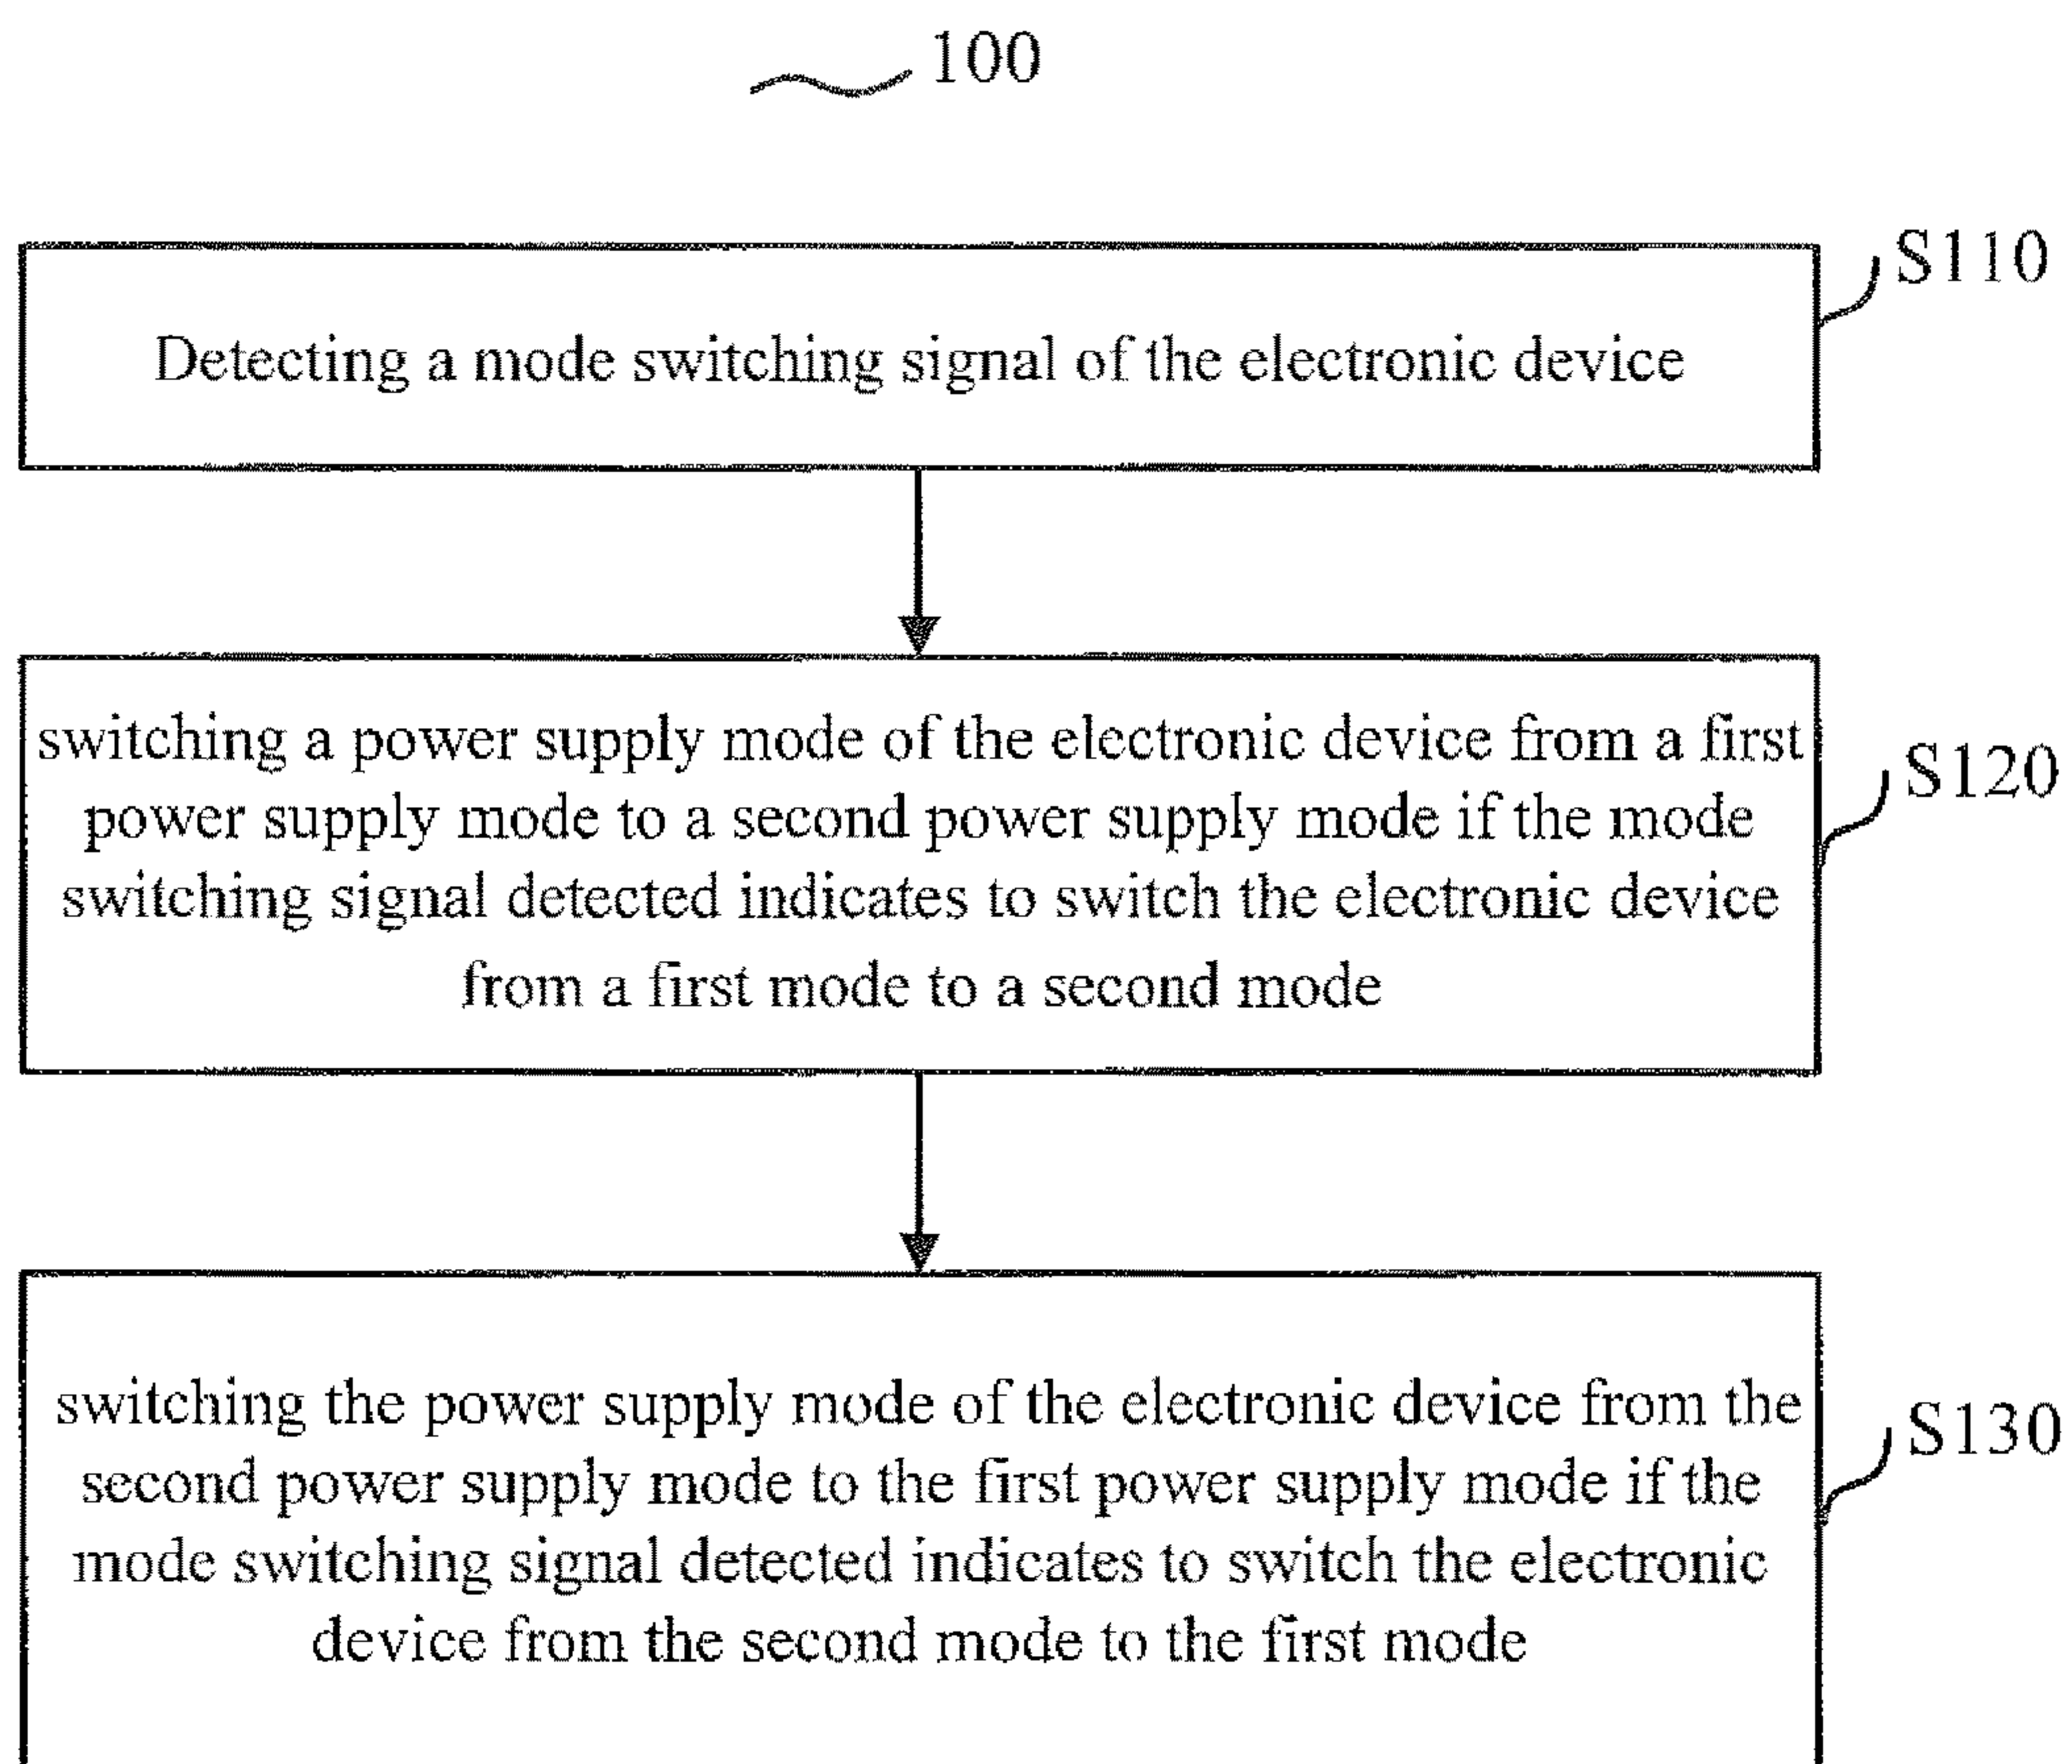 100
S110
Detecting a mode switching signal of the electronic device
switching a power supply mode of the electronic device from a first
power supply mode to a second power supply mode if the mode
switching signal detected indicates to switch the electronic device
from a first mode to a second mode
S120
switching the power supply mode of the electronic device from the
second power supply mode to the first power supply mode if the
mode switching signal detected indicates to switch the electronic
device from the second mode to the first mode
S130